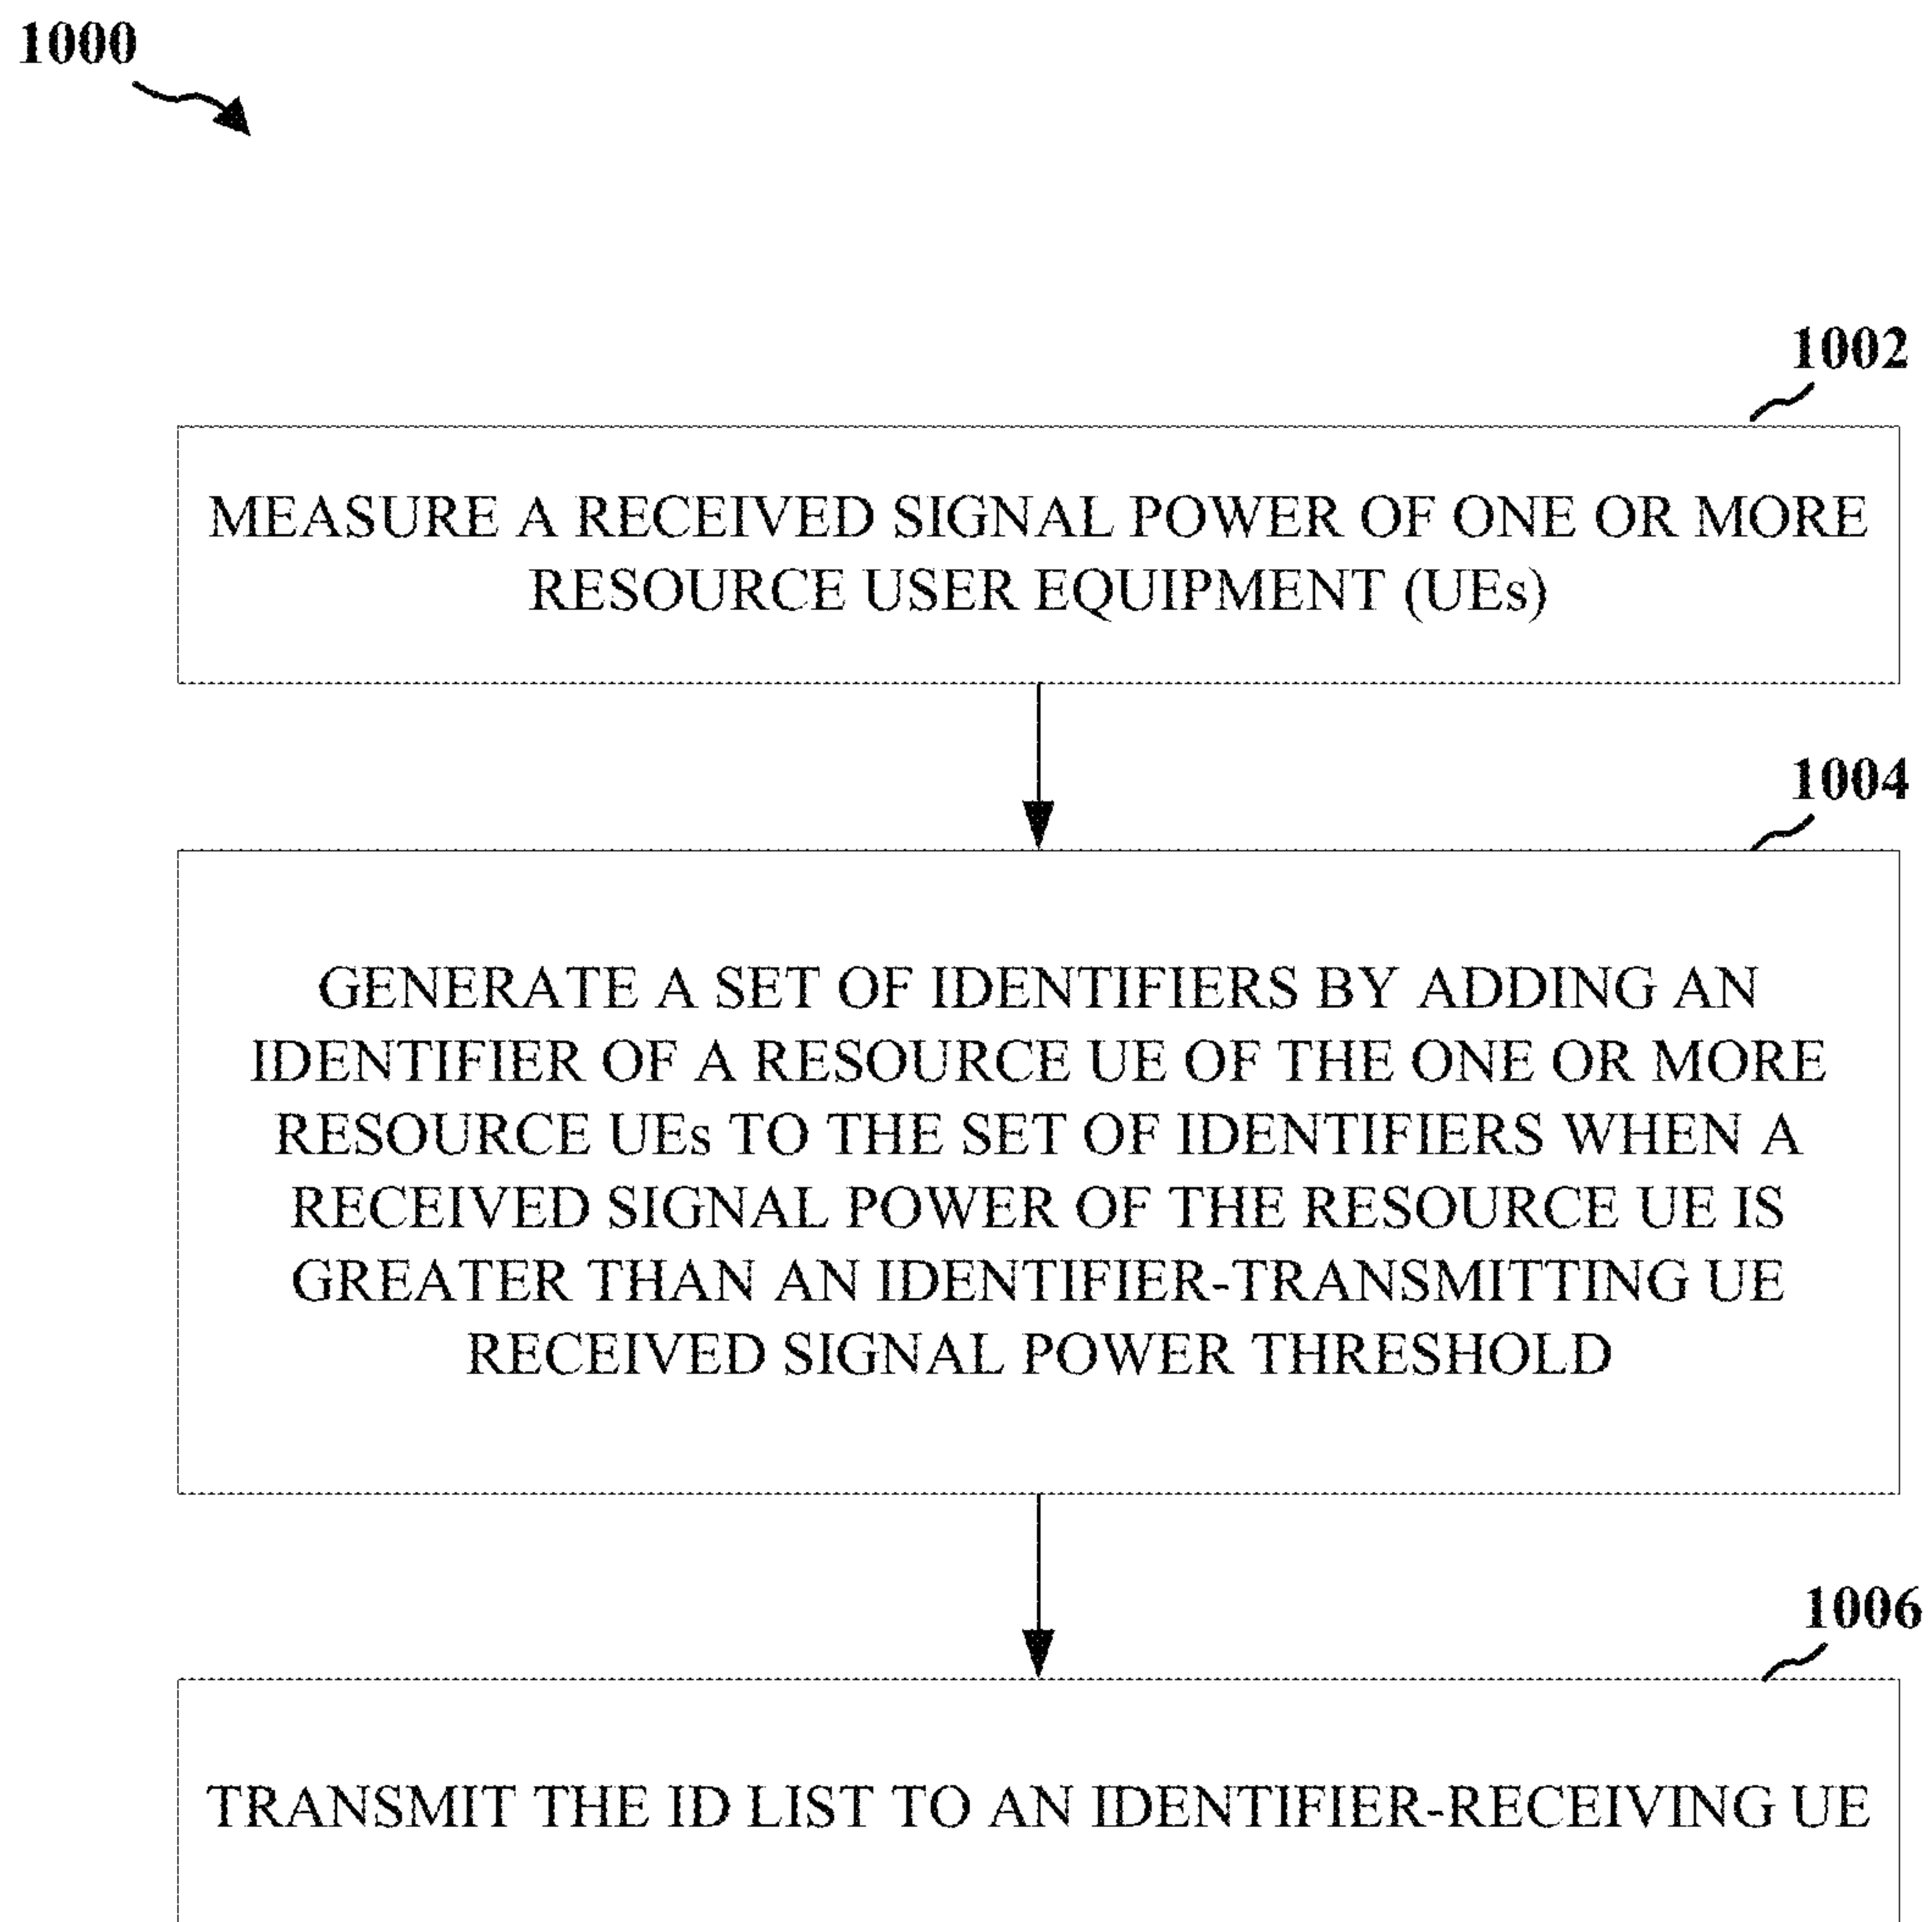 1000
1002
MEASURE A RECEIVED SIGNAL POWER OF ONE OR MORE
RESOURCE USER EQUIPMENT (UEs)
1004
GENERATE A SET OF IDENTIFIERS BY ADDING AN
IDENTIFIER OF A RESOURCE UE OF THE ONE OR MORE
RESOURCE UEs TO THE SET OF IDENTIFIERS WHEN A
RECEIVED SIGNAL POWER OF THE RESOURCE UE IS
GREATER THAN AN IDENTIFIER-TRANSMITTING UE
RECEIVED SIGNAL POWER THRESHOLD
1006
TRANSMIT THE ID LIST TO AN IDENTIFIER-RECEIVING UE